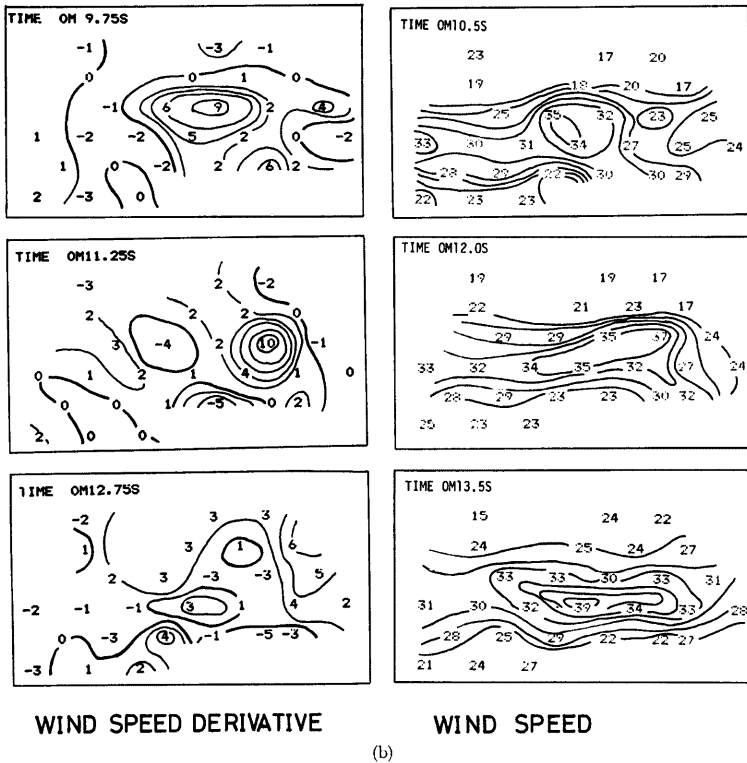 TIME OM 9.75S
-1 -3 -1
0 0 1 0
-1 6 9 2 4
1 -2 -2 5 2 0 -2
1 0 -2 2 6 2
2 -3 0
TIME OM10.5S
23 17 20
19 18 20 17
25 35 32 23 25
33 30 31 34 27 25 24
28 29 22 30 30 29
22 23 23
TIME OM11.25S
-3 2 -2
2 2 2 0
3 -4 2 10 -1
0 1 2 1 4 1 0
0 0 1 -5 0 2
2 0 0
TIME OM12.0S
19 19 17
22 21 23 17
29 29 35 37 24
33 32 34 35 32 27 24
28 29 23 23 30 32
25 23 23
TIME OM12.75S
-2 3 3
1 3 1 6
2 3 -3 -3 5
-2 -1 -1 3 1 4 2
0 -3 4 -1 -5 -3
-3 1 2
TIME OM13.5S
15 24 22
24 25 24 27
33 33 30 33 31
31 30 32 39 34 33 28
28 25 29 22 22 27
21 24 27
WIND SPEED DERIVATIVE
WIND SPEED
(b)